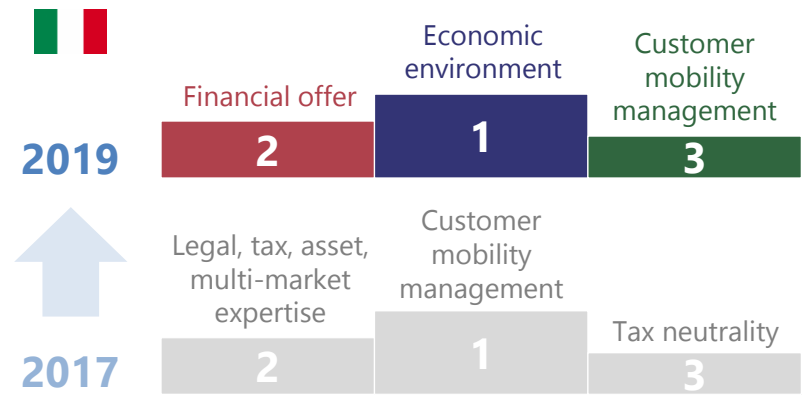 Financial offer
Economic
environment
Customer
mobility
management
2019
2
1
3
Legal, tax, asset,
multi-market
expertise
Customer
mobility
management
Tax neutrality
2017
2
1
3